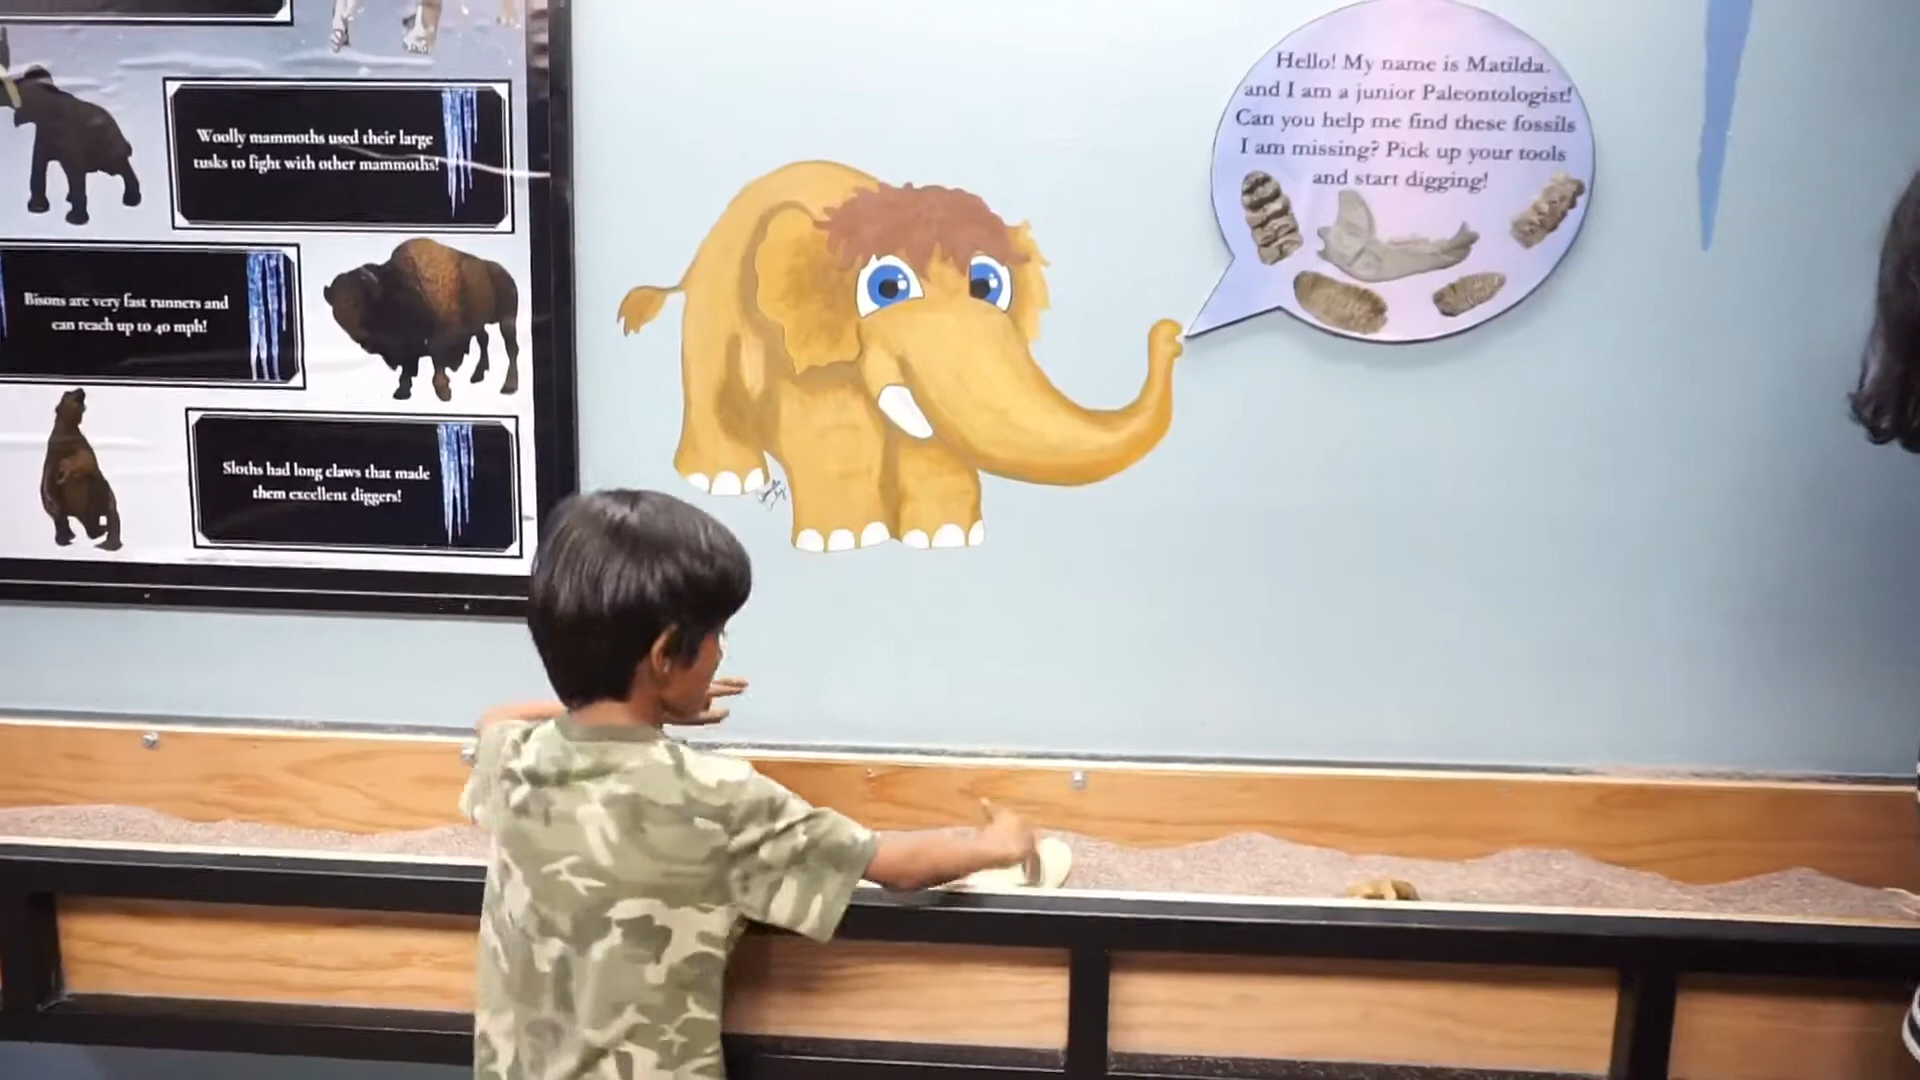 Woolly mammoths used their large
tusks to fight with other mammoths!
Bisons are very fast runners and
can reach up to 40 mph!
Sloths had long claws that made
them excellent diggers!
Hello! My name is Matilda.
and I am a junior Paleontologist!
Can you help me find these fossils
I am missing? Pick up your tools
and start digging!